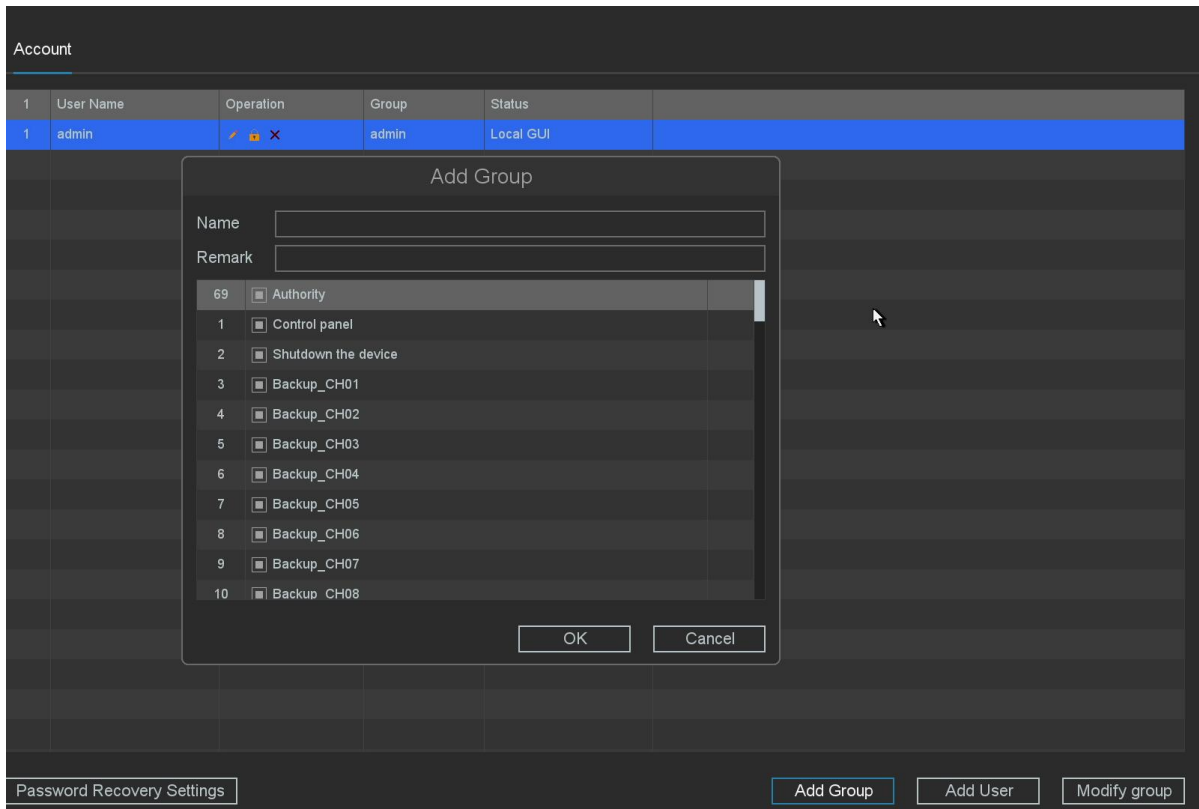 Account
1 User Name Operation Group Status
1 admin admin Local GUI
Add Group
Name
Remark
69 Authority
1 Control panel
2 Shutdown the device
3 Backup_CH01
4 Backup_CH02
5 Backup_CH03
6 Backup_CH04
7 Backup_CH05
8 Backup_CH06
9 Backup_CH07
10 Backup_CH08
OK Cancel
Password Recovery Settings Add Group Add User Modify group